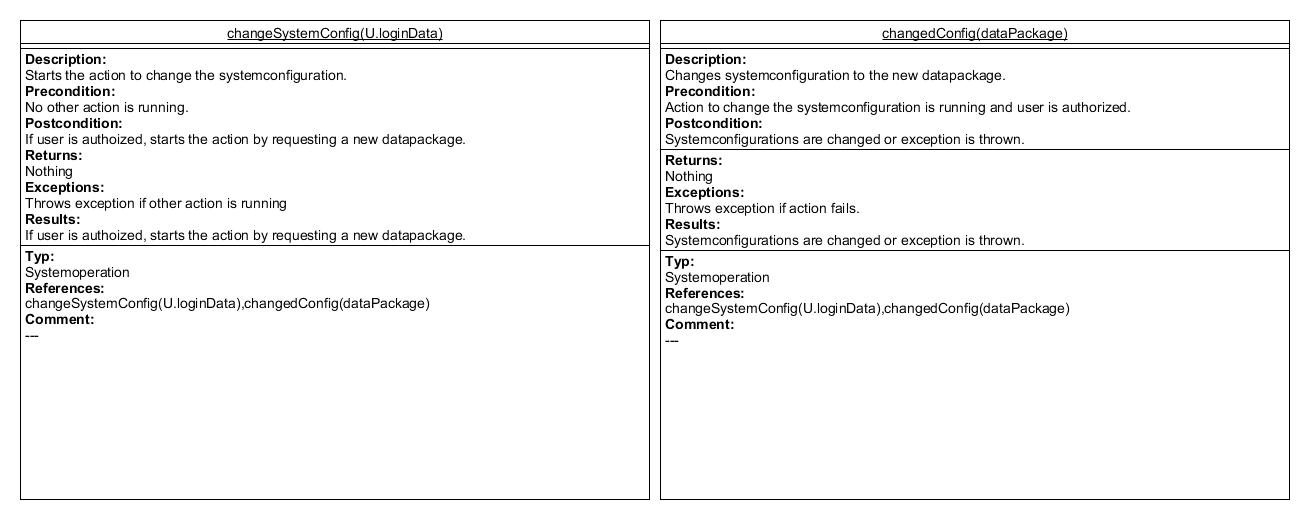 changeSystemConfig(U.loginData)
Description:
Starts the action to change the systemconfiguration.
Precondition:
No other action is running.
Postcondition:
If user is authoized, starts the action by requesting a new datapackage.
Returns:
Nothing
Exceptions:
Throws exception if other action is running
Results:
If user is authoized, starts the action by requesting a new datapackage.
Typ:
Systemoperation
References:
changeSystemConfig(U.loginData),changedConfig(dataPackage)
Comment:
---
changedConfig(dataPackage)
Description:
Changes systemconfiguration to the new datapackage.
Precondition:
Action to change the systemconfiguration is running and user is authorized.
Postcondition:
Systemconfigurations are changed or exception is thrown.
Returns:
Nothing
Exceptions:
Throws exception if action fails.
Results:
Systemconfigurations are changed or exception is thrown.
Typ:
Systemoperation
References:
changeSystemConfig(U.loginData),changedConfig(dataPackage)
Comment:
---